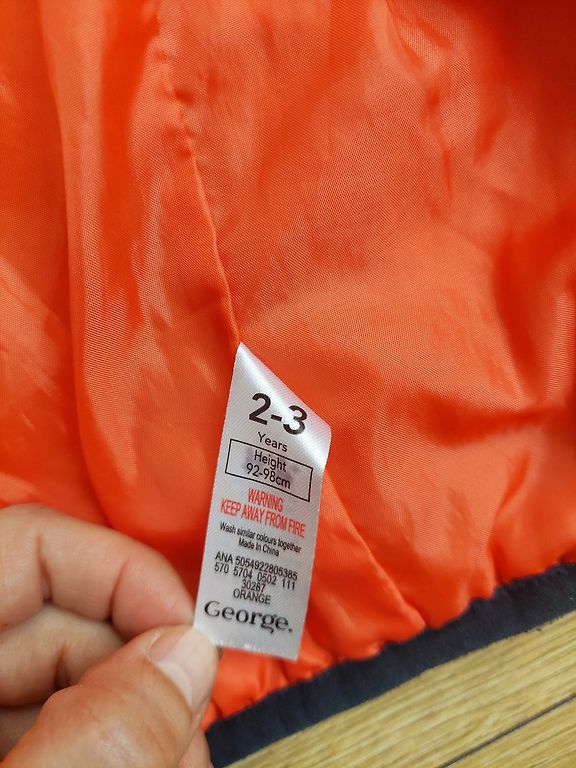 2-3
Years
Height
92-98cm
WARNING
KEEP AWAY FROM FIRE
Wash similar colours together
Made In China
ANA 5054922805385
570 5704 0502 111
30287
ORANGE
George.